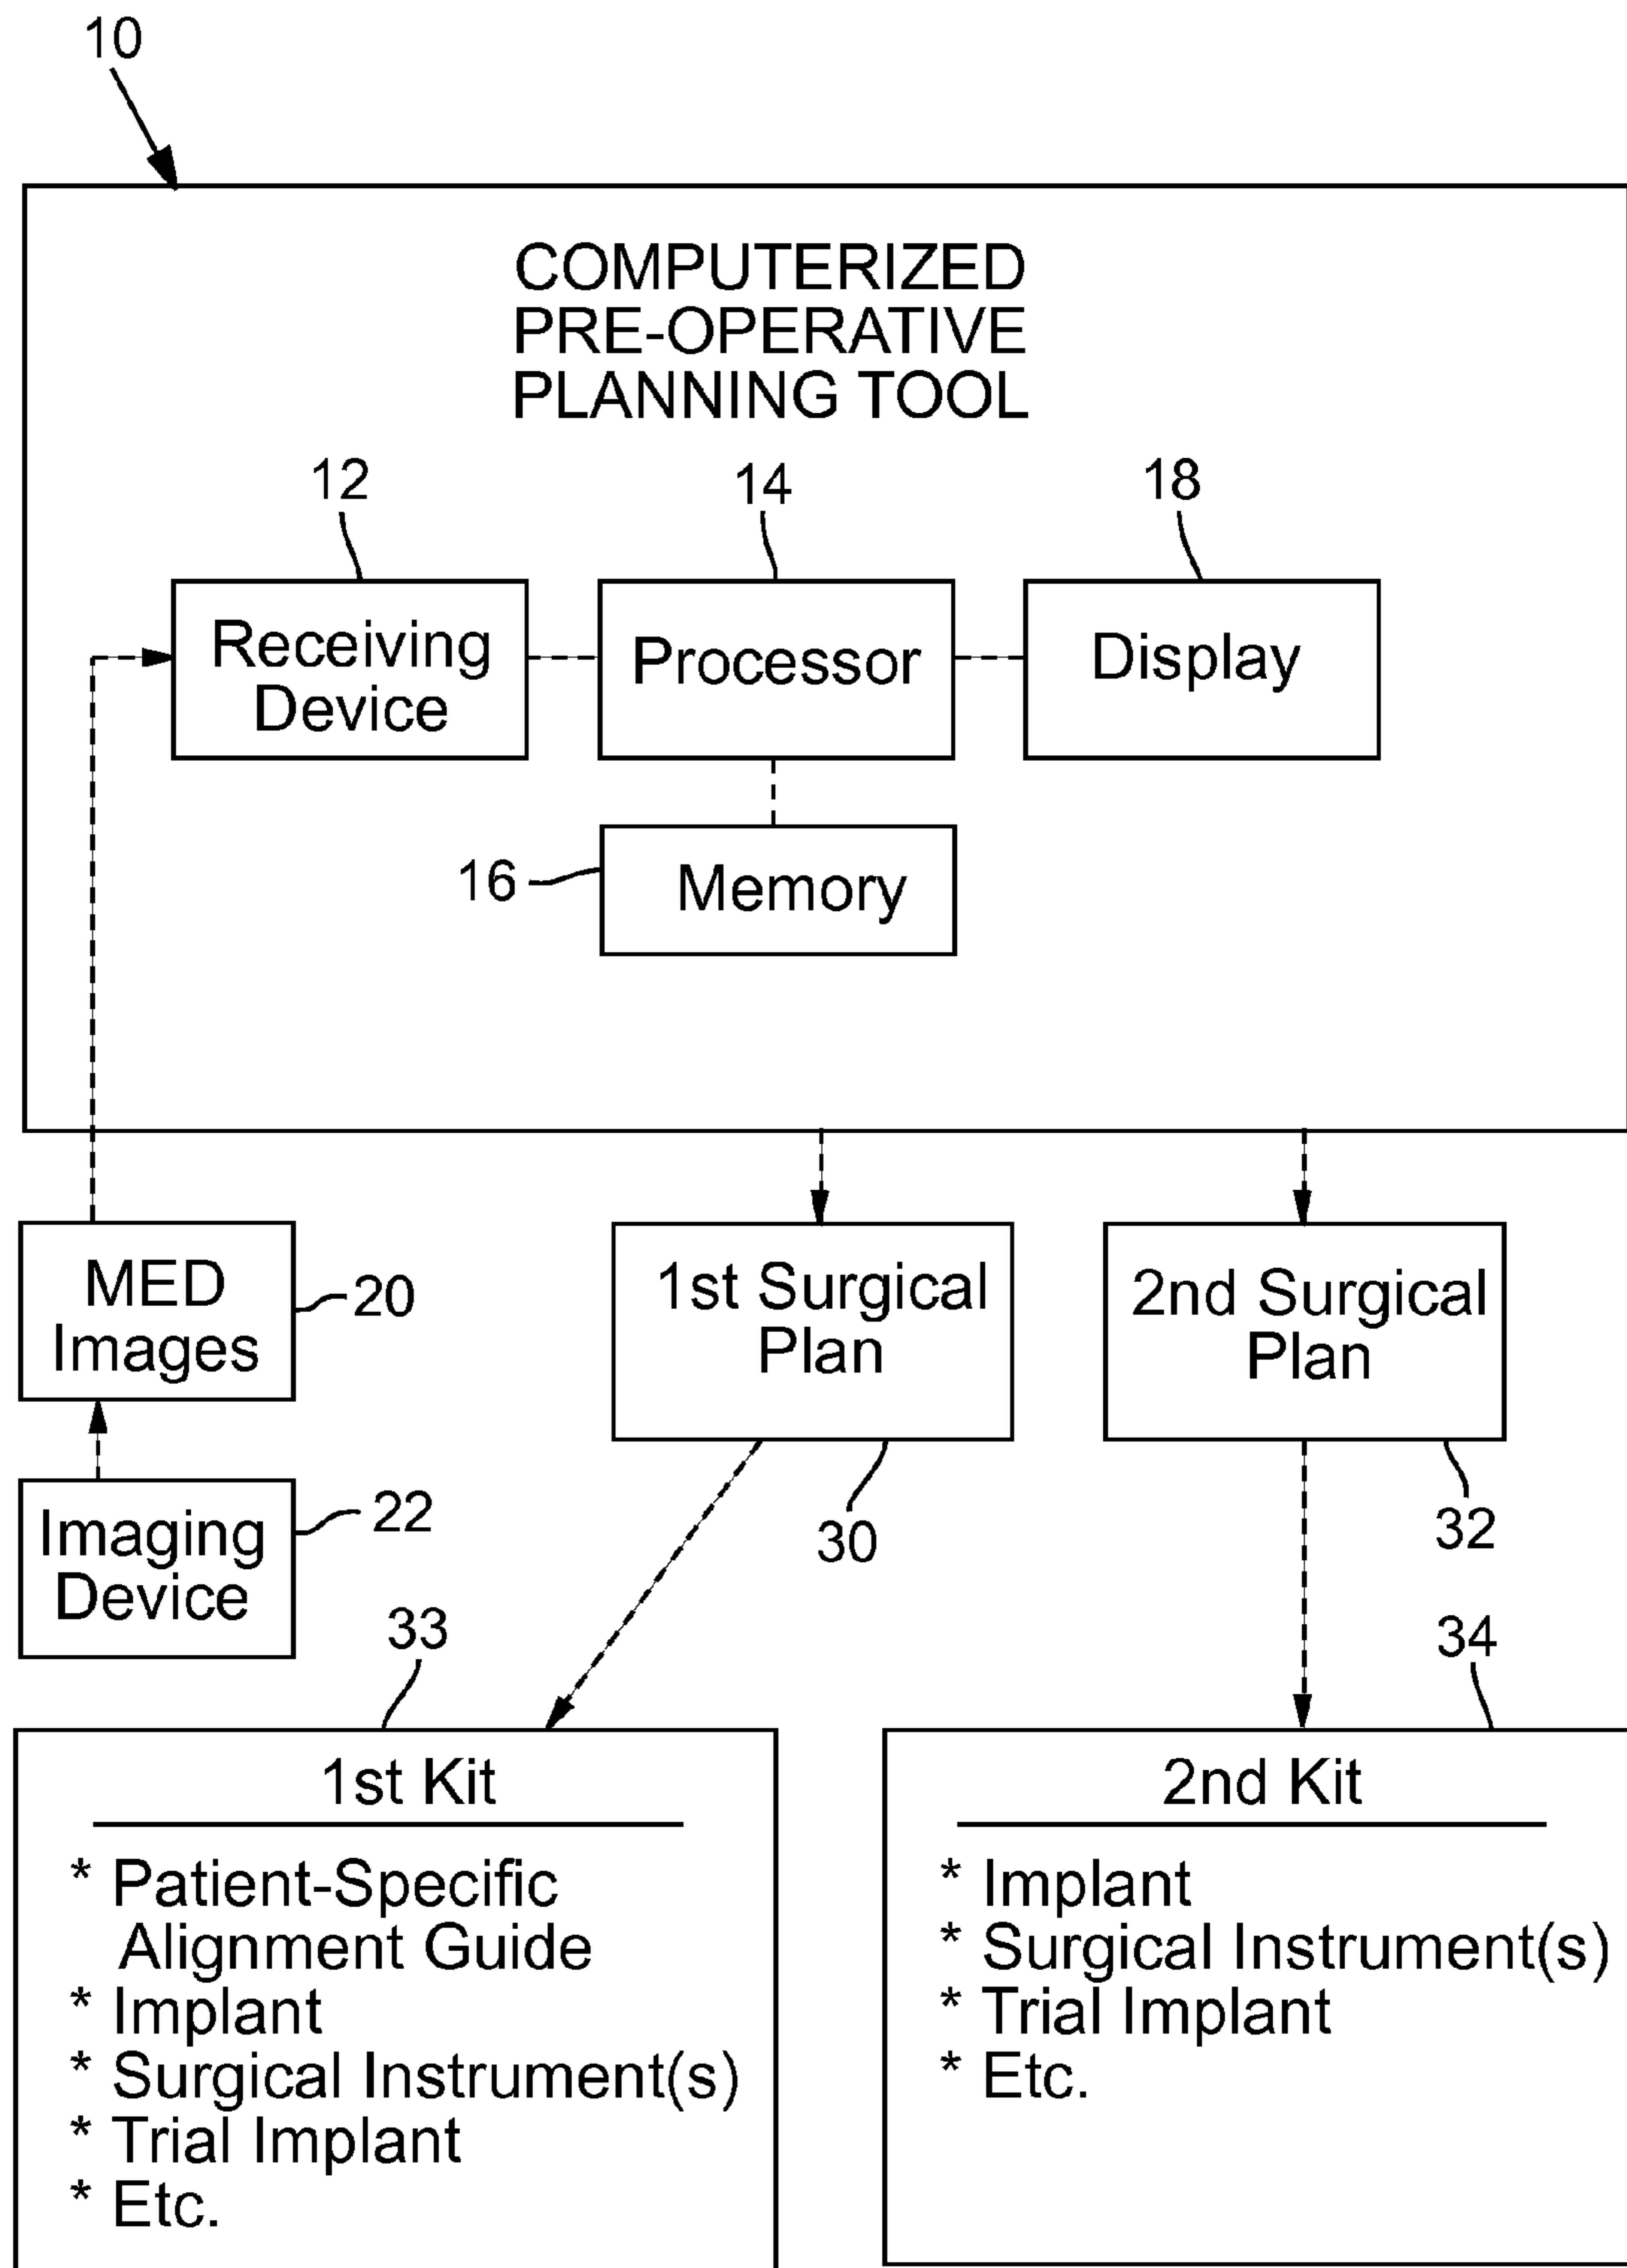 10
COMPUTERIZED
PRE-OPERATIVE
PLANNING TOOL
12
14
18
Receiving
Device
Processor
Display
16
Memory
MED
Images
20
1st Surgical
Plan
2nd Surgical
Plan
Imaging
Device
22
30
32
33
34
1st Kit
* Patient-Specific
Alignment Guide
* Implant
* Surgical Instrument(s)
* Trial Implant
* Etc.
2nd Kit
* Implant
* Surgical Instrument(s)
* Trial Implant
* Etc.